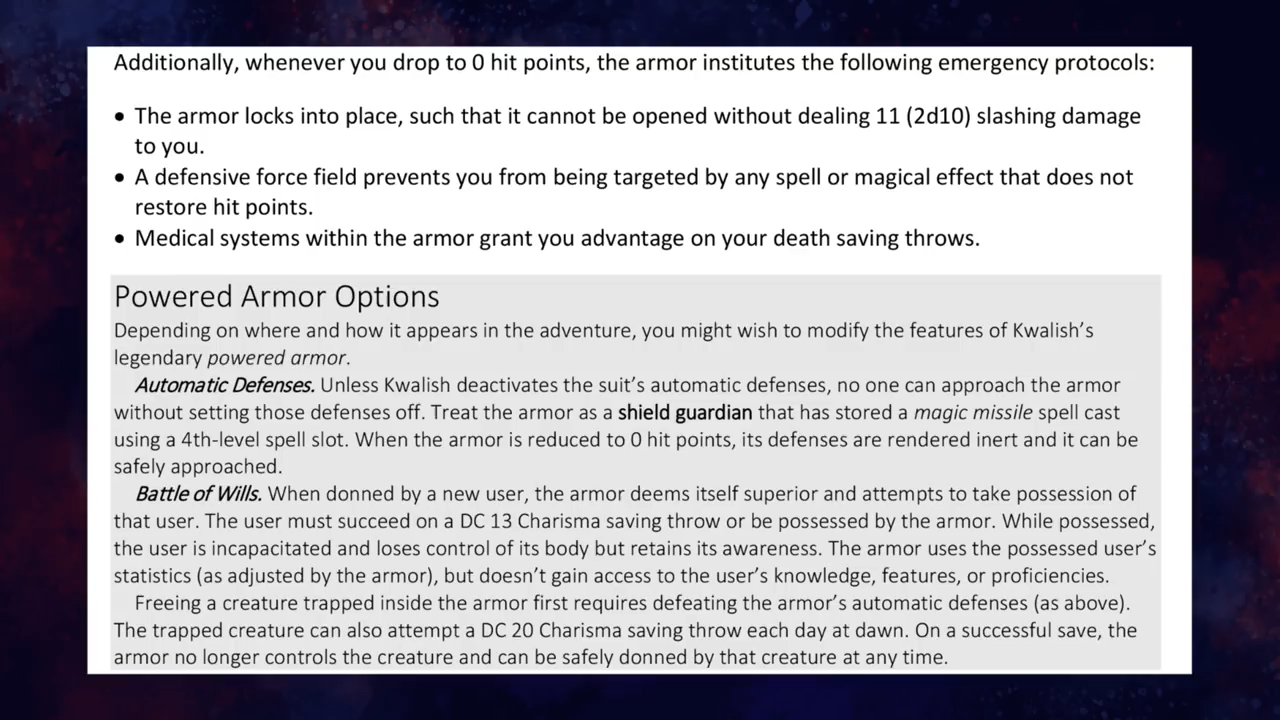 Additionally, whenever you drop to 0 hit points, the armor institutes the following emergency protocols:
• The armor locks into place, such that it cannot be opened without dealing 11 (2d10) slashing damage
to you.
• A defensive force field prevents you from being targeted by any spell or magical effect that does not
restore hit points.
• Medical systems within the armor grant you advantage on your death saving throws.
Powered Armor Options
Depending on where and how it appears in the adventure, you might wish to modify the features of Kwalish's
legendary powered armor.
Automatic Defenses. Unless Kwalish deactivates the suit's automatic defenses, no one can approach the armor
without setting those defenses off. Treat the armor as a shield guardian that has stored a magic missile spell cast
using a 4th-level spell slot. When the armor is reduced to 0 hit points, its defenses are rendered inert and it can be
safely approached.
Battle of Wills. When donned by a new user, the armor deems itself superior and attempts to take possession of
that user. The user must succeed on a DC 13 Charisma saving throw or be possessed by the armor. While possessed,
the user is incapacitated and loses control of its body but retains its awareness. The armor uses the possessed user's
statistics (as adjusted by the armor), but doesn't gain access to the user's knowledge, features, or proficiencies.
Freeing a creature trapped inside the armor first requires defeating the armor's automatic defenses (as above).
The trapped creature can also attempt a DC 20 Charisma saving throw each day at dawn. On a successful save, the
armor no longer controls the creature and can be safely donned by that creature at any time.